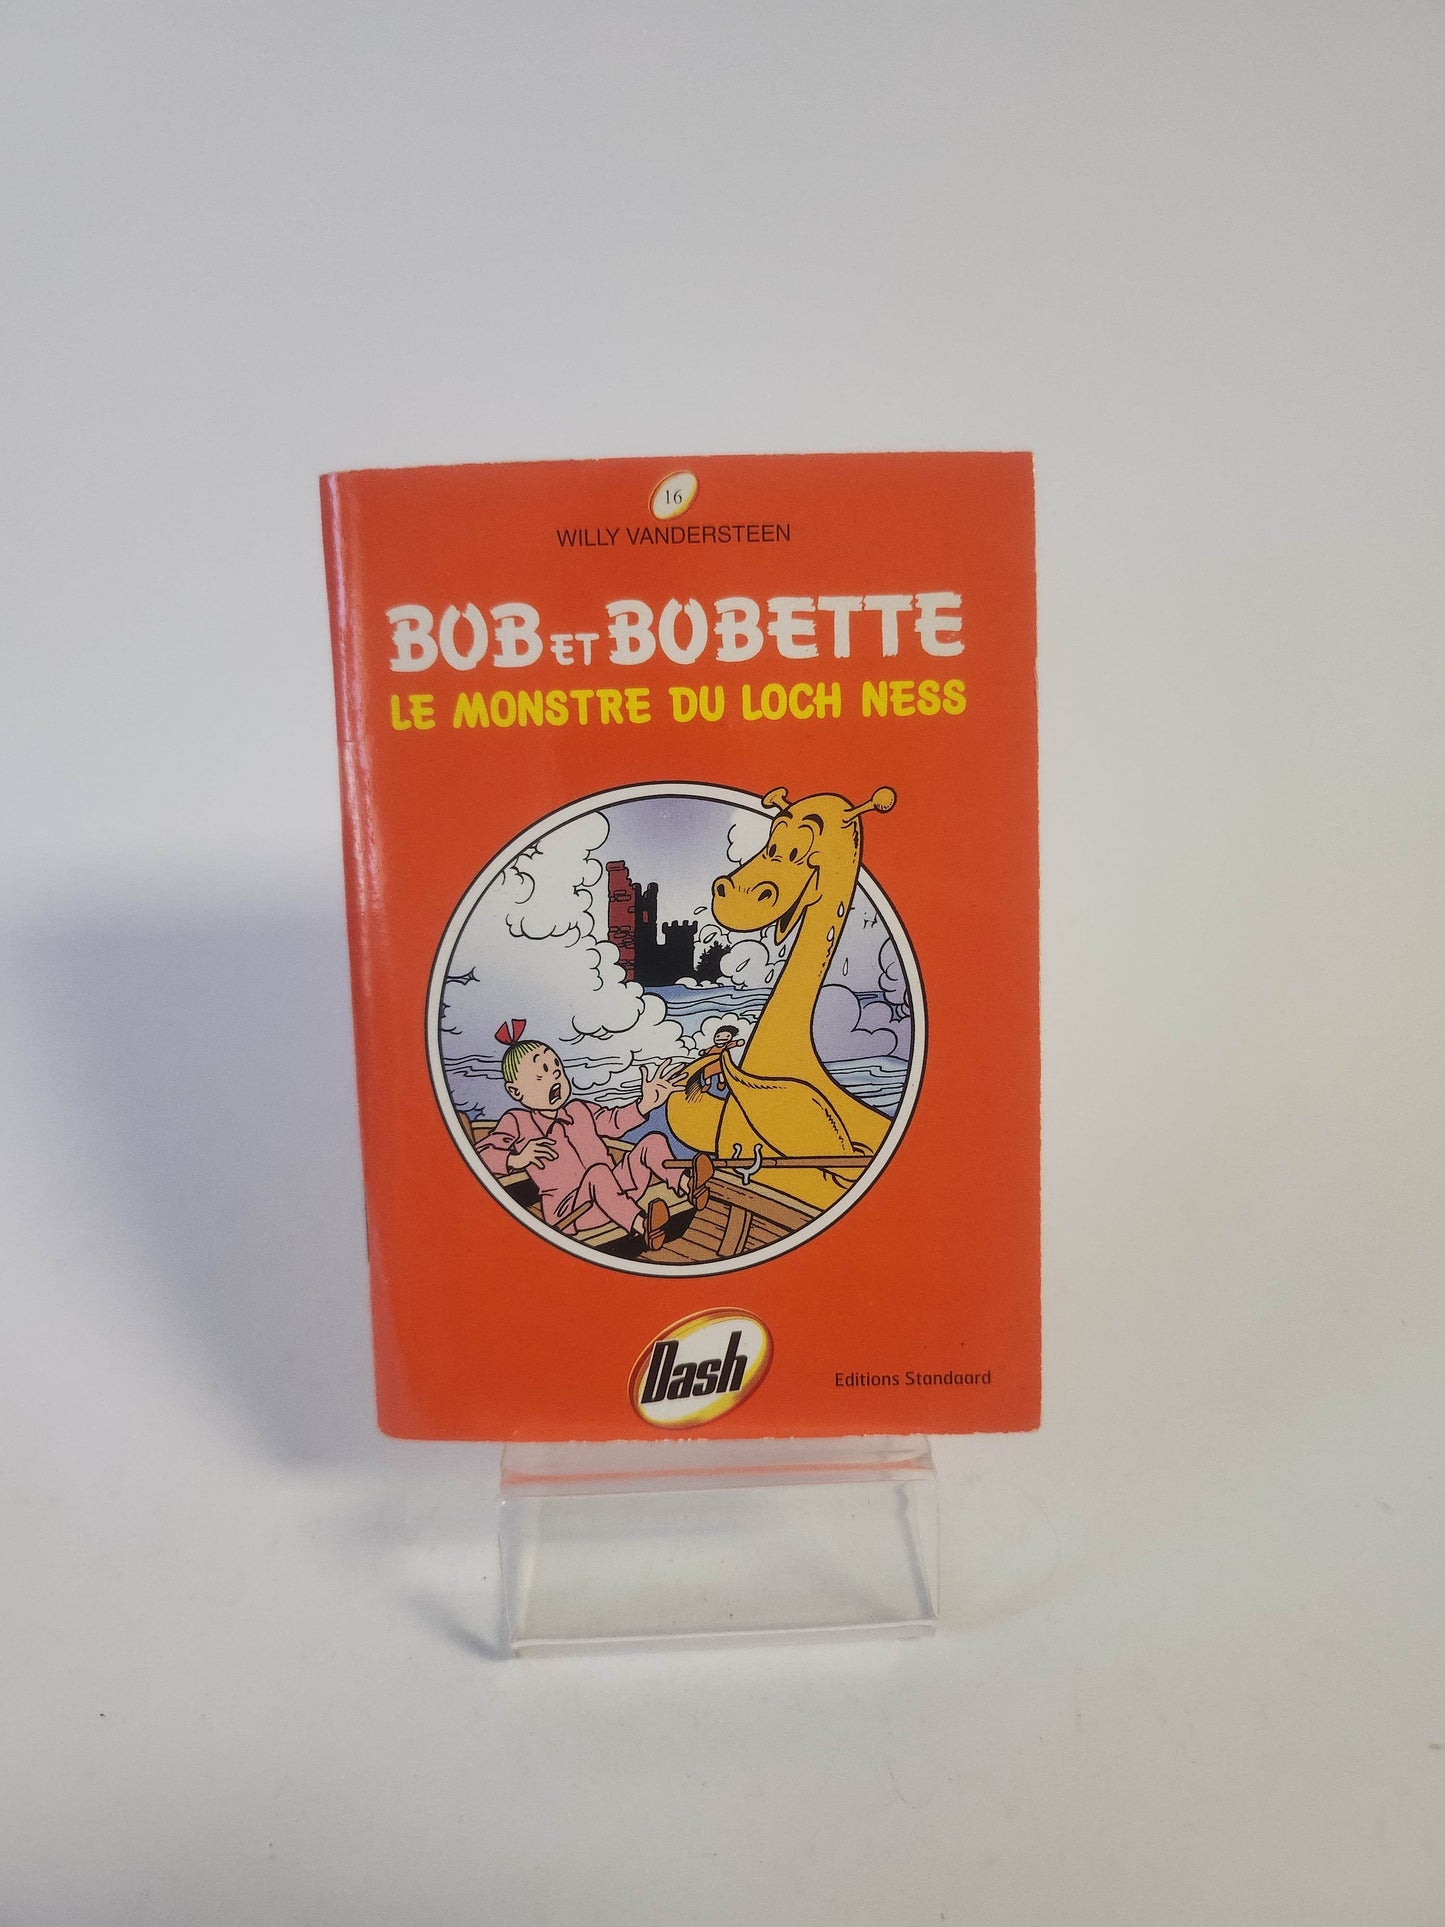 16
WILLY VANDERSTEEN
BOB ET BOBETTE
LE MONSTRE DU LOCH NESS
Dash
Editions Standaard